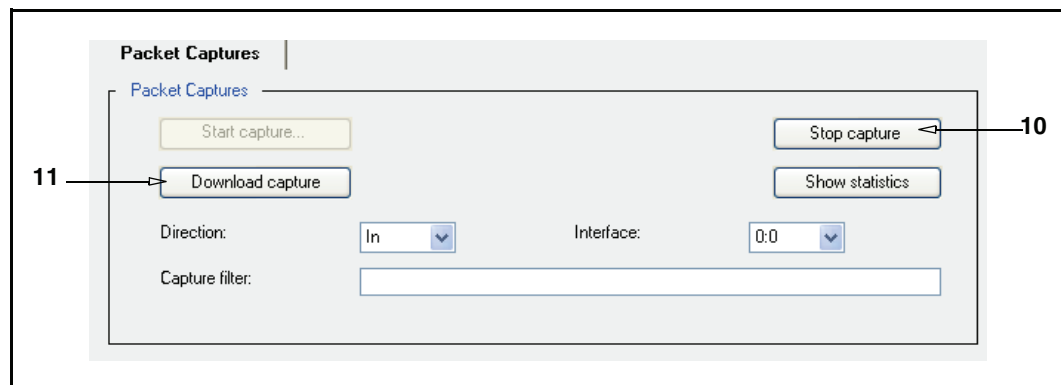 Packet Captures
Packet Captures
Start capture...
Stop capture
10
11
Download capture
Show statistics
Direction:
In
Interface:
0:0
Capture filter: